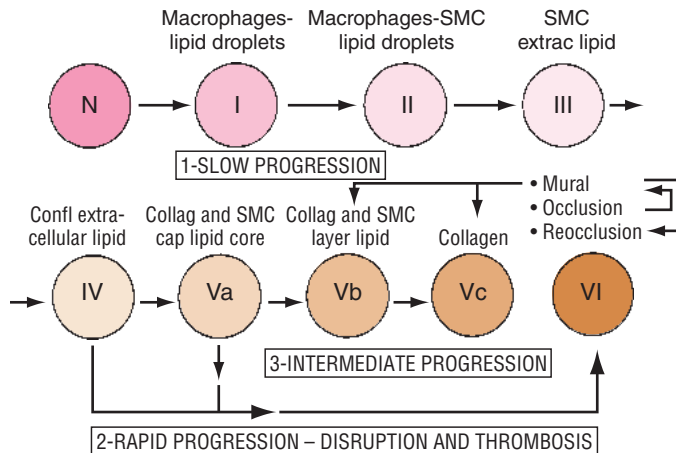 Macrophages-
lipid droplets
Macrophages-SMC
lipid droplets
SMC
extrac lipid
N
I
II
III
1-SLOW PROGRESSION
• Mural
• Occlusion
• Reocclusion
Confl extra-
cellular lipid
Collag and SMC
cap lipid core
Collag and SMC
layer lipid
Collagen
IV
Va
Vb
Vc
VI
3-INTERMEDIATE PROGRESSION
2-RAPID PROGRESSION – DISRUPTION AND THROMBOSIS